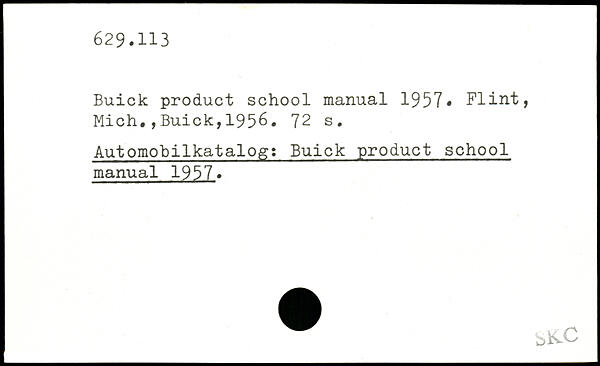 629.113
Buick product school manual 1957. Flint,
Mich.,Buick,1956. 72 s.
Automobilkatalog: Buick product school
manual 1957.
SKC